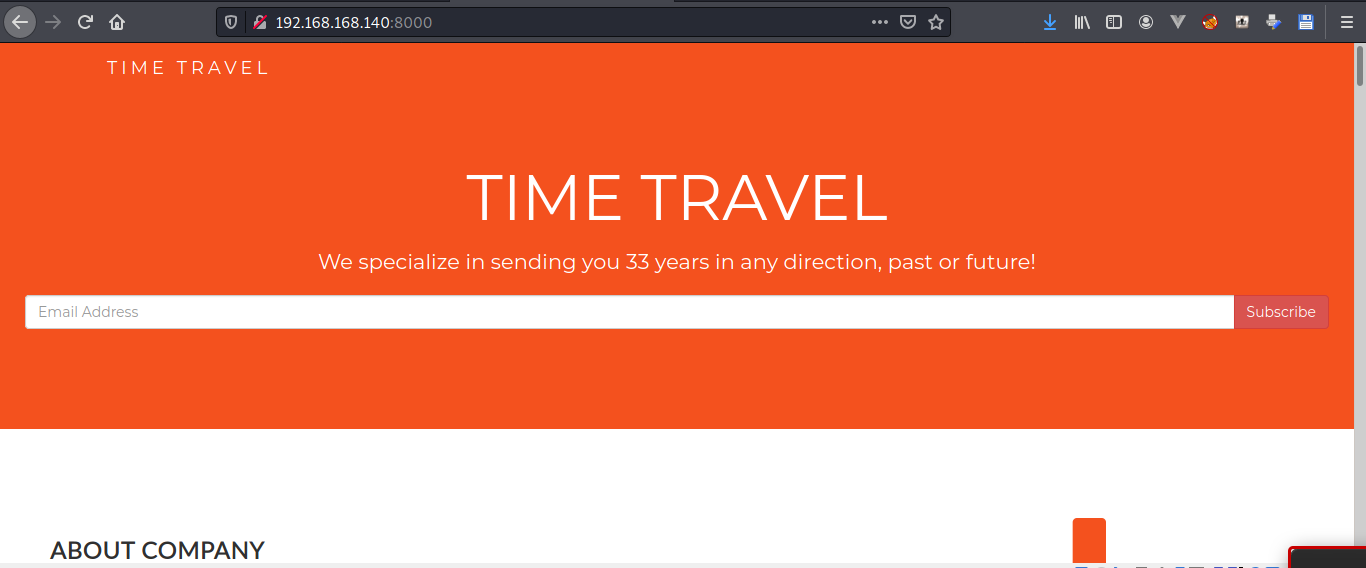 192.168.168.140:8000
TIME TRAVEL
TIME TRAVEL
We specialize in sending you 33 years in any direction, past or future!
Email Address
Subscribe
ABOUT COMPANY